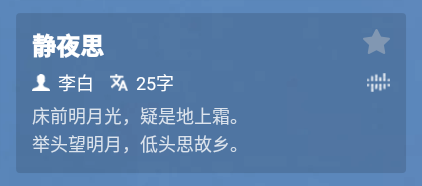 静夜思
李白 25字
床前明月光，疑是地上霜。
举头望明月，低头思故乡。